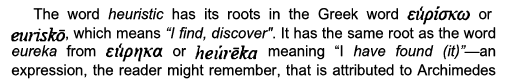 The word heuristic has its roots in the Greek word εύρίσκω or
euriskō, which means “I find, discover”. It has the same root as the word
eureka from εύρηκα or heúrēka meaning “I have found (it)”—an
expression, the reader might remember, that is attributed to Archimedes